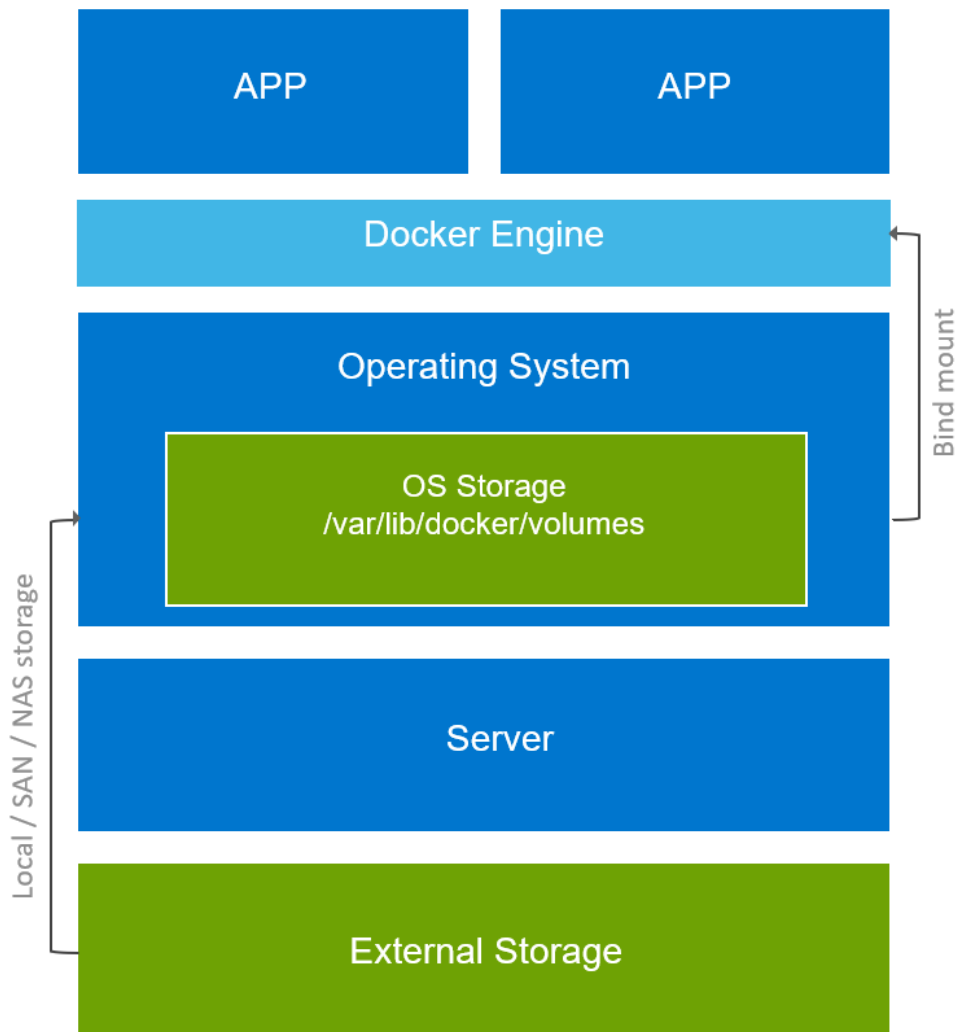 APP
APP
Docker Engine
Bind mount
Operating System
OS Storage
/var/lib/docker/volumes
Local / SAN / NAS storage
Server
External Storage